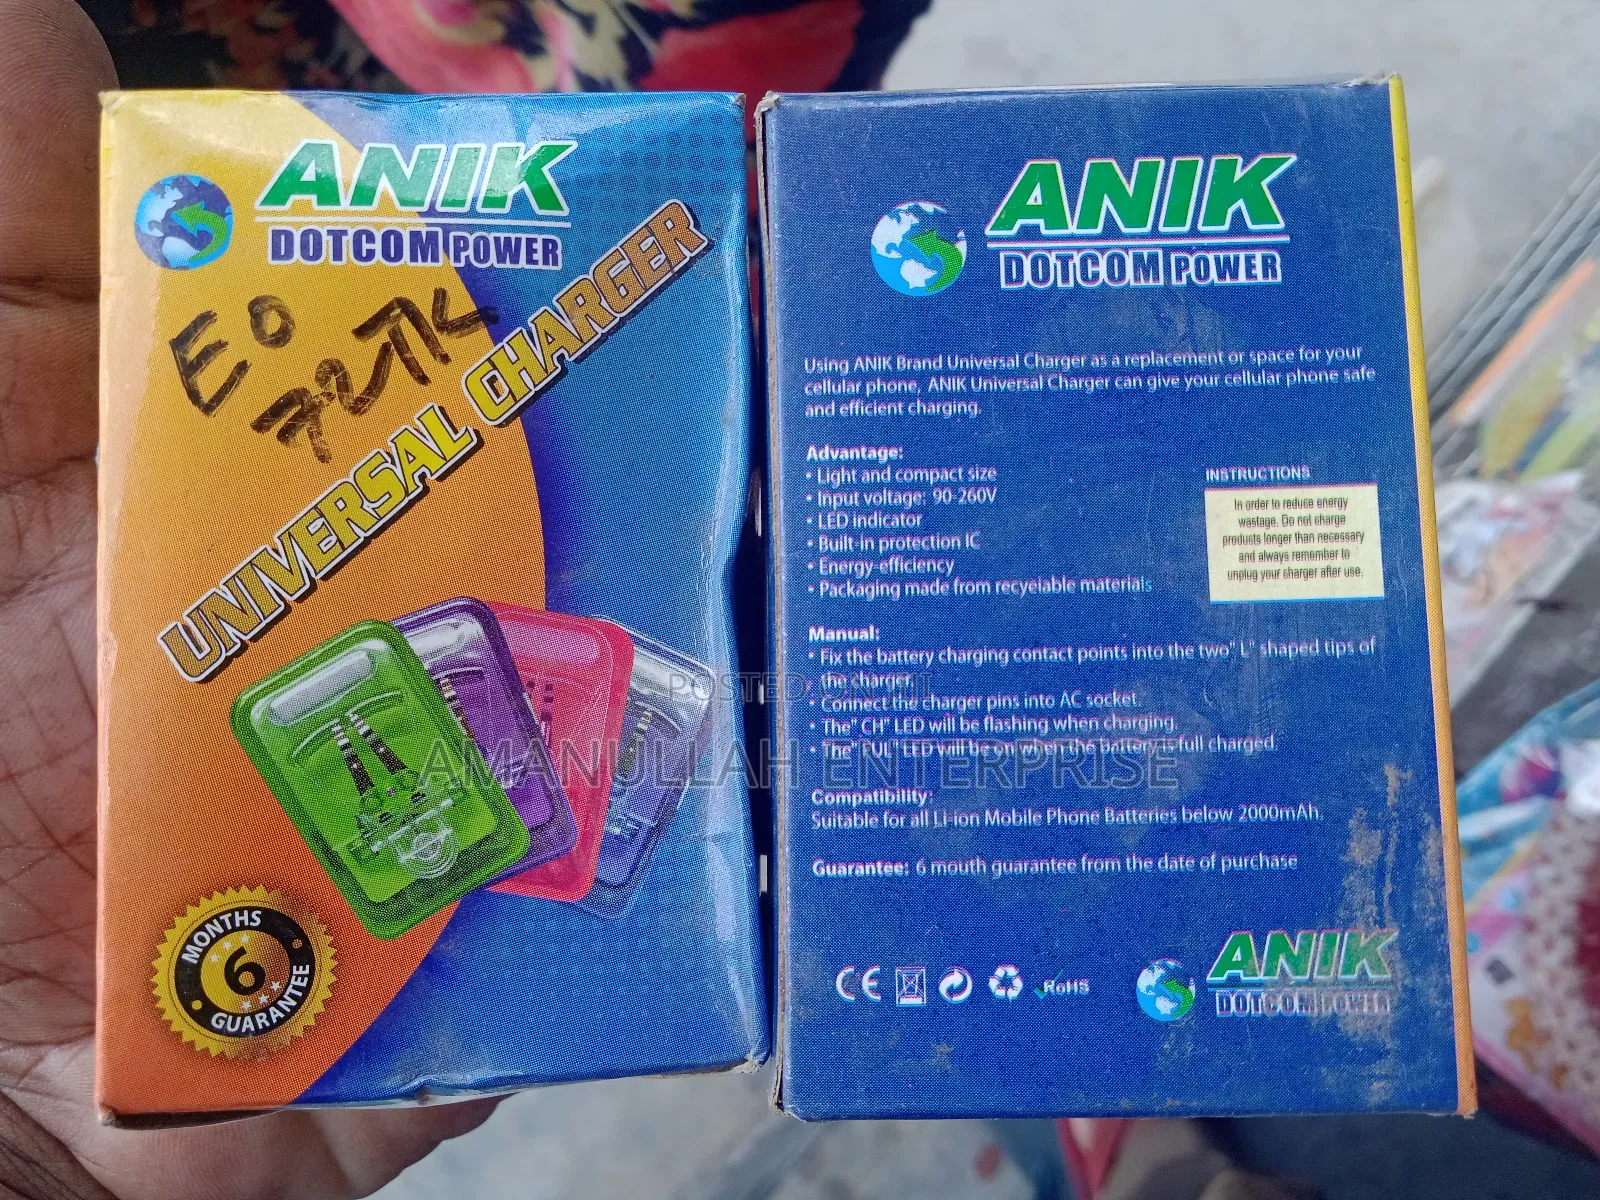 ANIK
DOTCOM POWER
UNIVERSAL CHARGER
E0
MONTHS
6
GUARANTEE
ANIK
DOTCOM POWER
Using ANIK Brand Universal Charger as a replacement or space for your
cellular phone, ANIK Universal Charger can give your cellular phone safe
and efficient charging.
Advantage:
• Light and compact size
• Input voltage: 90-260V
• LED indicator
• Built-in protection IC
• Energy-efficiency
• Packaging made from recyeiable materials
INSTRUCTIONS
In order to reduce energy
wastage. Do not charge
products longer than necessary
and always remember to
unplug your charger after use.
Manual:
• Fix the battery charging contact points into the two" L" shaped tips of
the charger.
• Connect the charger pins into AC socket.
• The" CH" LED will be flashing when charging.
• The" FUL" LED will be on when the battery is full charged.
Compatibility:
Suitable for all Li-ion Mobile Phone Batteries below 2000mAh.
Guarantee: 6 mouth guarantee from the date of purchase
CE
RoHS
ANIK
DOTCOM POWER
POSTED ON JIJI
AMANULLAH ENTERPRISE